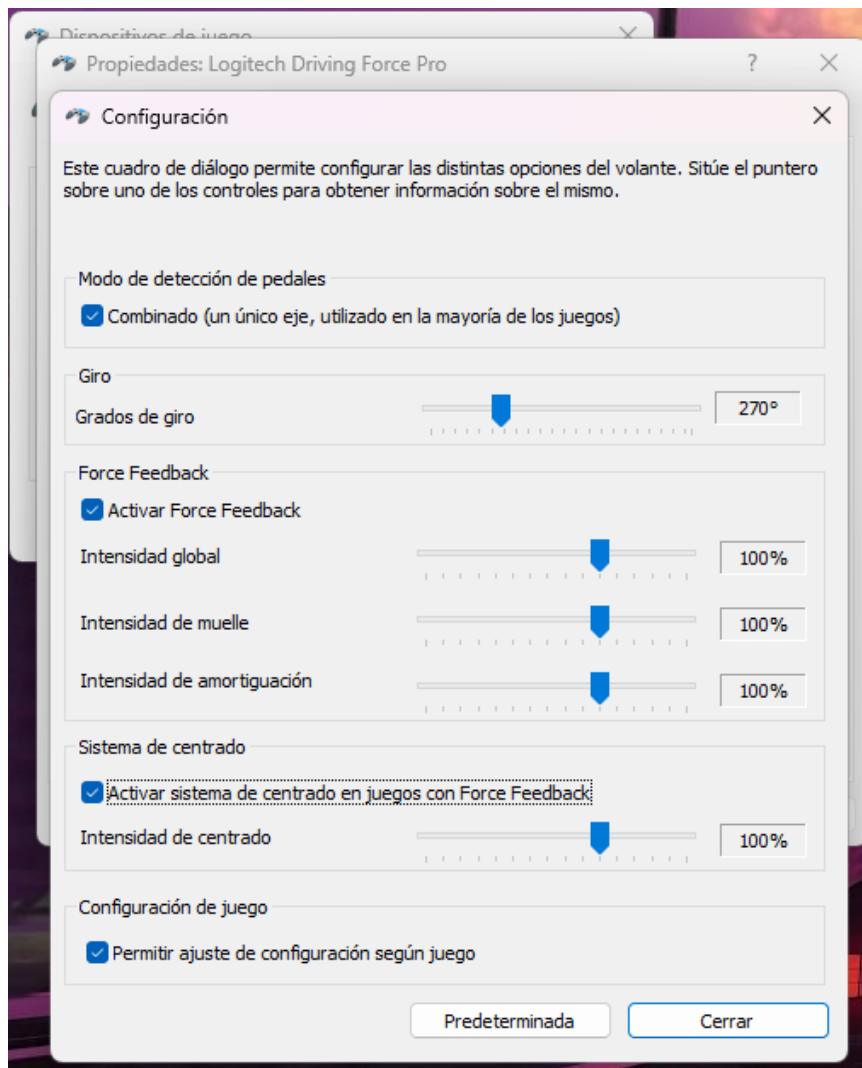 Dispositivos de juego
Propiedades: Logitech Driving Force Pro
Configuración
Este cuadro de diálogo permite configurar las distintas opciones del volante. Sitúe el puntero
sobre uno de los controles para obtener información sobre el mismo.
Modo de detección de pedales
Combinado (un único eje, utilizado en la mayoría de los juegos)
Giro
Grados de giro 270°
Force Feedback
Activar Force Feedback
Intensidad global 100%
Intensidad de muelle 100%
Intensidad de amortiguación 100%
Sistema de centrado
Activar sistema de centrado en juegos con Force Feedback
Intensidad de centrado 100%
Configuración de juego
Permitir ajuste de configuración según juego
Predeterminada Cerrar